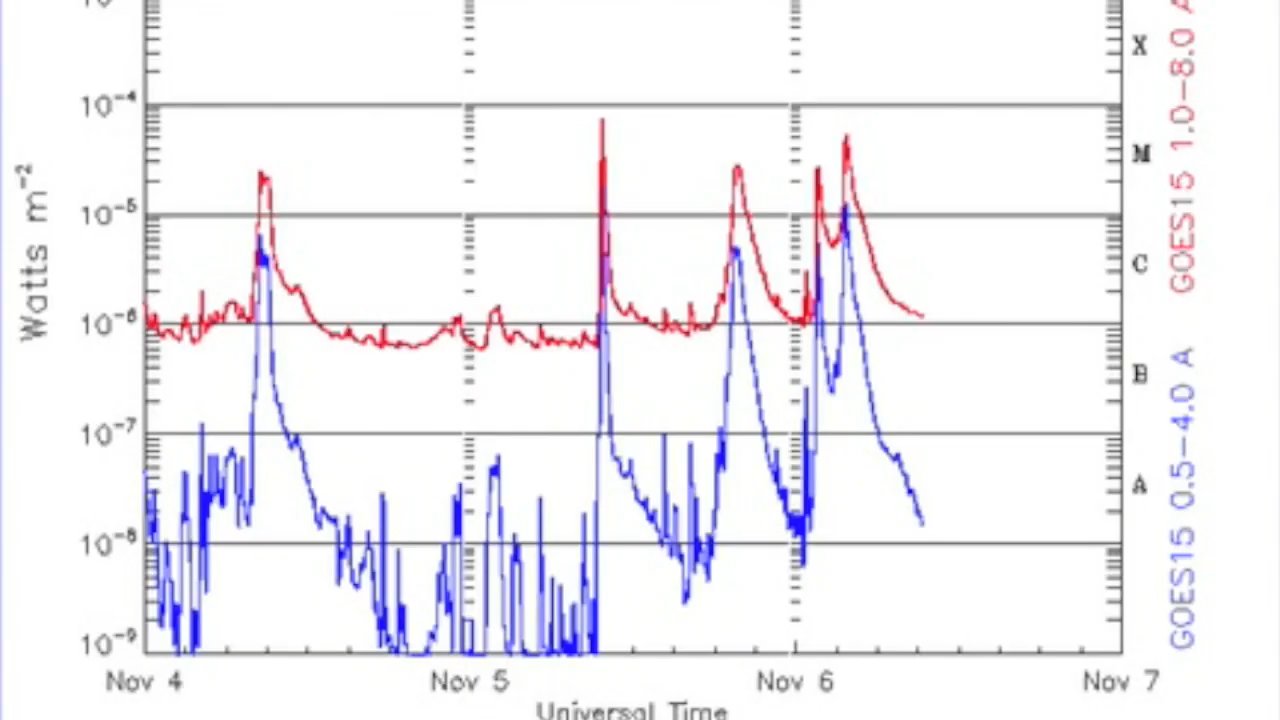 10⁻⁴
10⁻⁵
10⁻⁶
10⁻⁷
10⁻⁸
10⁻⁹
Watts m⁻²
Nov 4
Nov 5
Nov 6
Nov 7
Universal Time
X
M
C
B
A
GOES15 1.0–8.0 A
GOES15 0.5–4.0 A